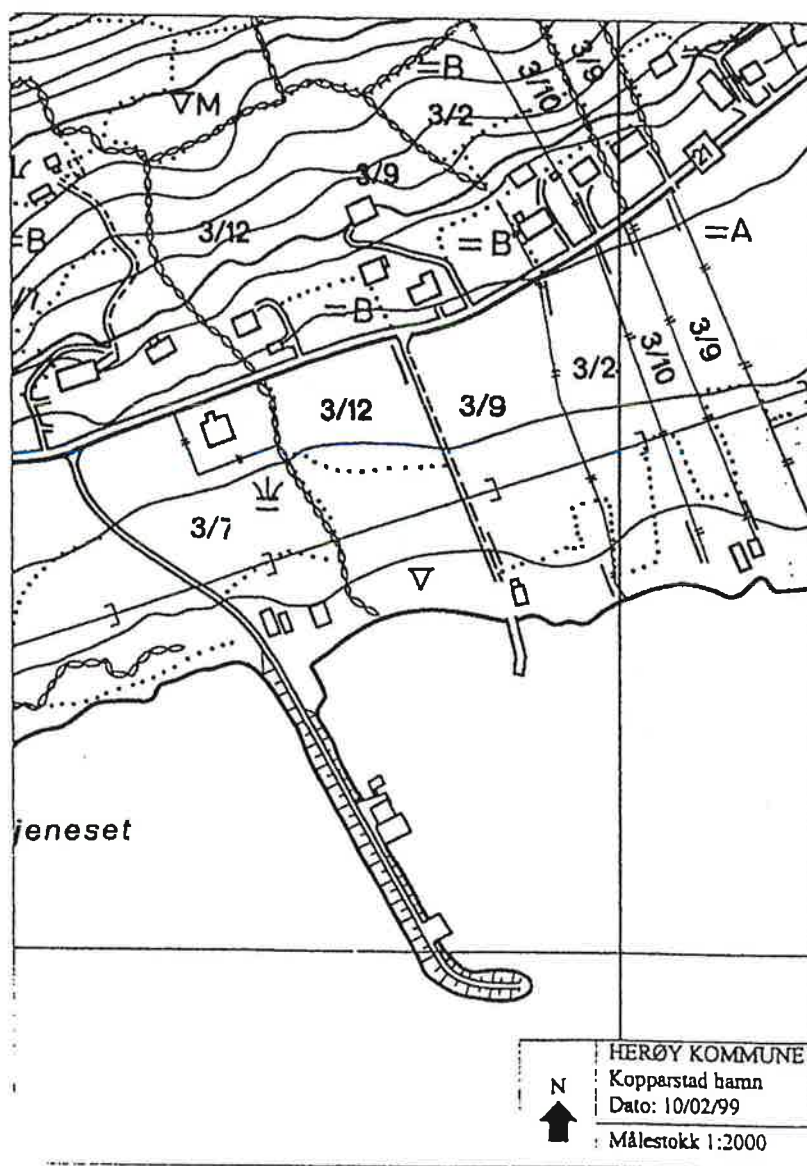 =B
3/9
∇M
3/10
3/2
21
3/9
3/12
=B
=B
=A
=B
3/9
3/10
3/2
3/12
3/9
3/7
∇
jeneset
HERØY KOMMUNE
Kopparstad hamn
N
Dato: 10/02/99
Målestokk 1:2000